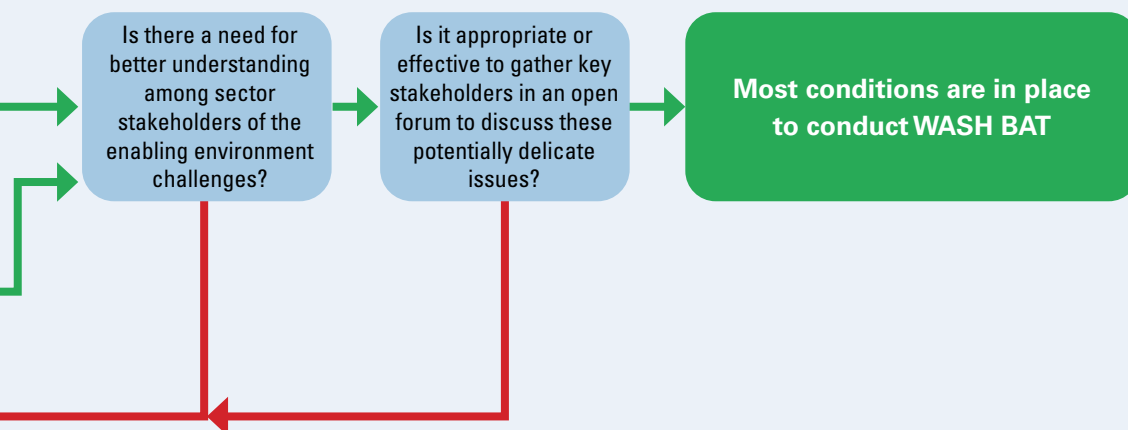 Is there a need for
better understanding
among sector
stakeholders of the
enabling environment
challenges?
Is it appropriate or
effective to gather key
stakeholders in an open
forum to discuss these
potentially delicate
issues?
Most conditions are in place
to conduct WASH BAT